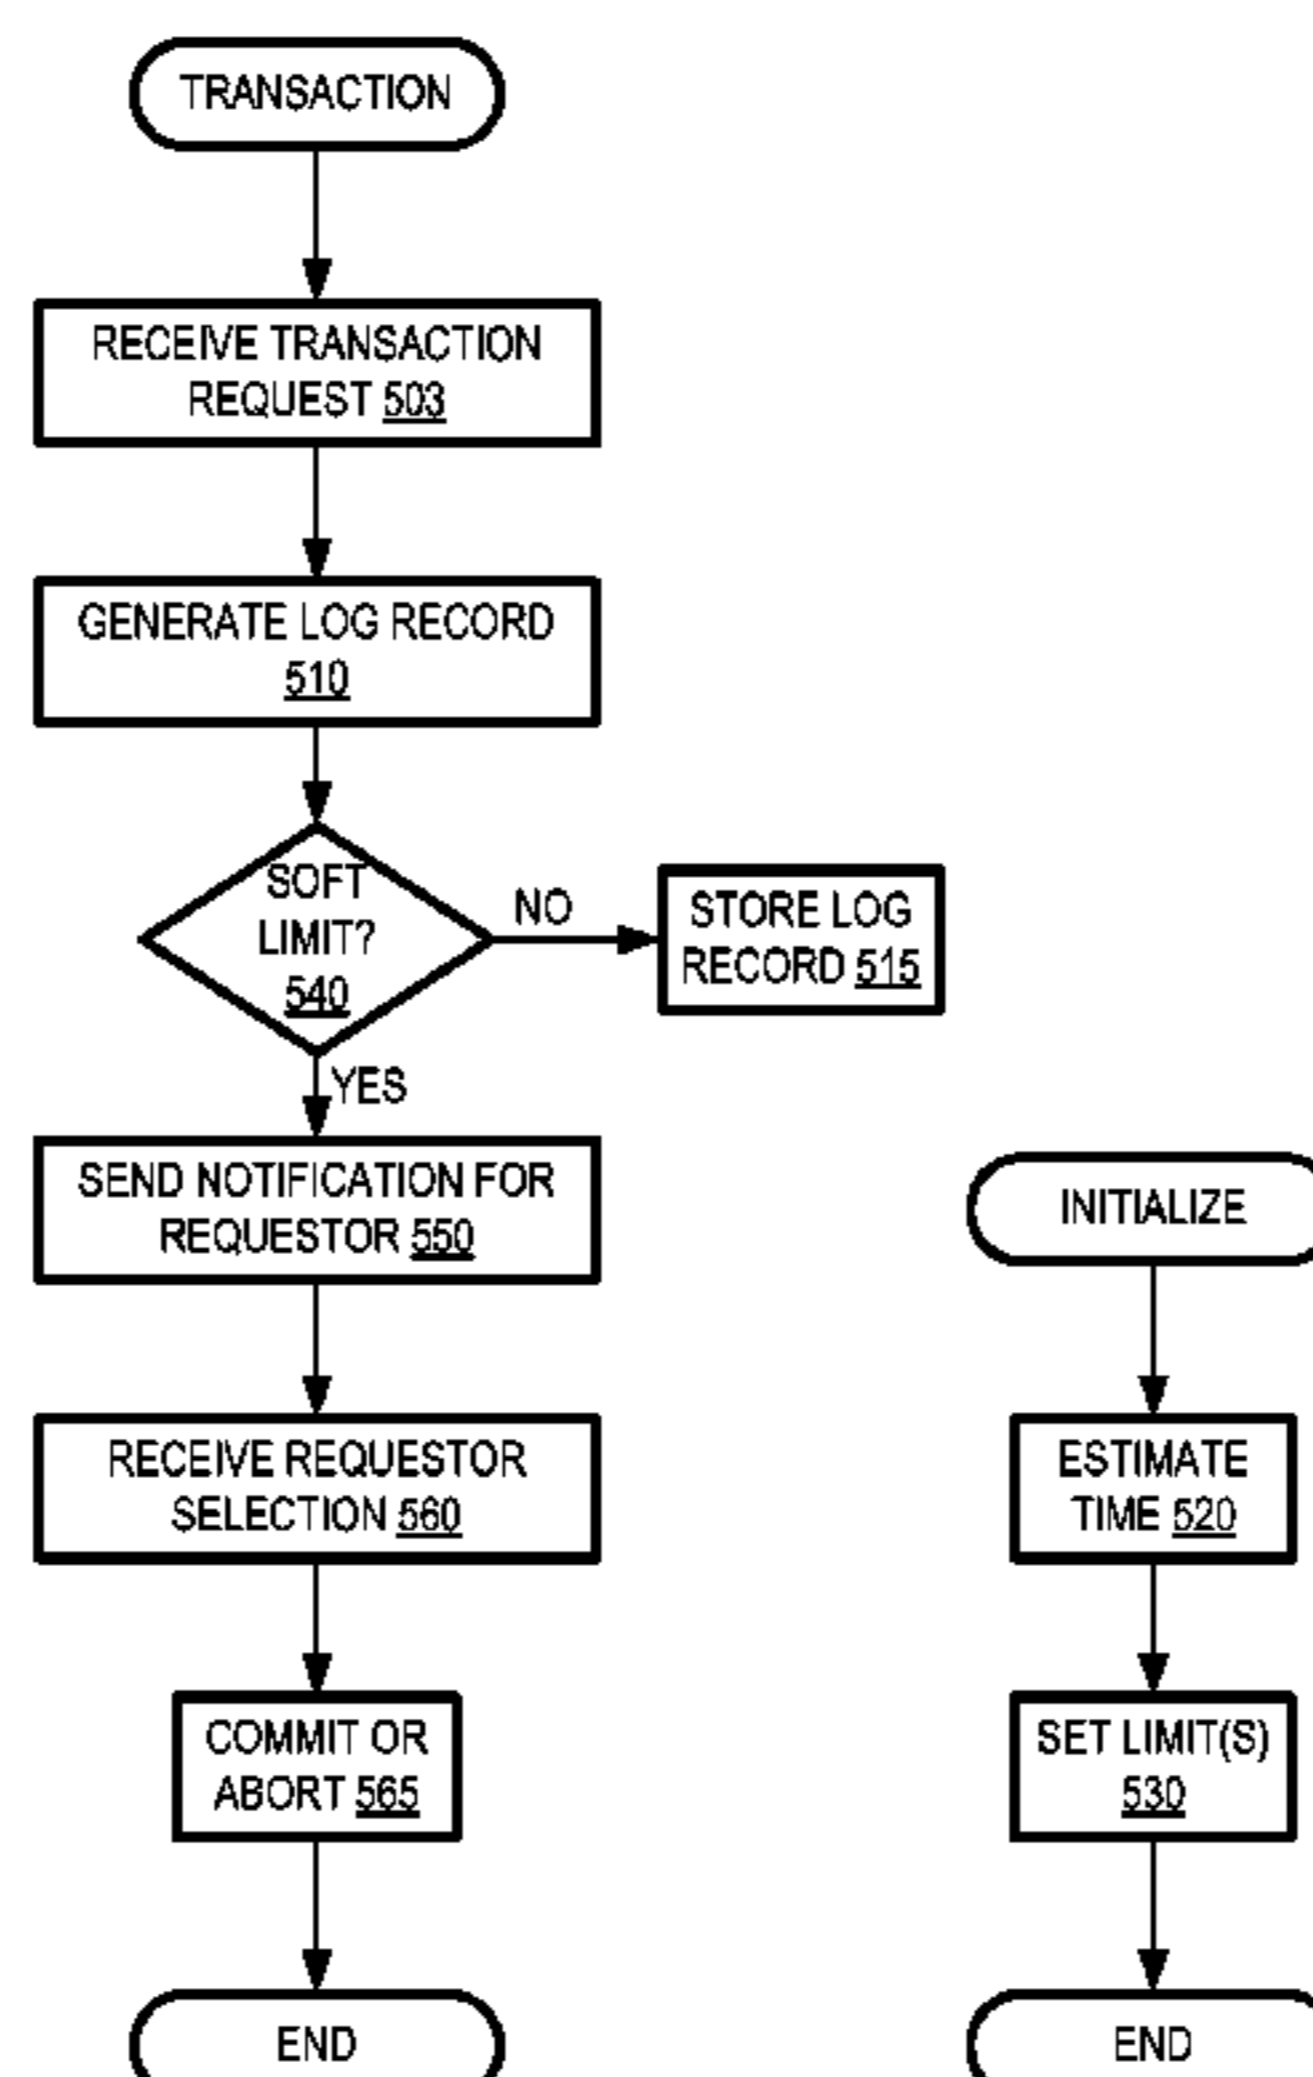 TRANSACTION
RECEIVE TRANSACTION
REQUEST 503
GENERATE LOG RECORD
510
SOFT
LIMIT?
540
NO
STORE LOG
RECORD 515
YES
SEND NOTIFICATION FOR
REQUESTOR 550
RECEIVE REQUESTOR
SELECTION 560
COMMIT OR
ABORT 565
END
INITIALIZE
ESTIMATE
TIME 520
SET LIMIT(S)
530
END